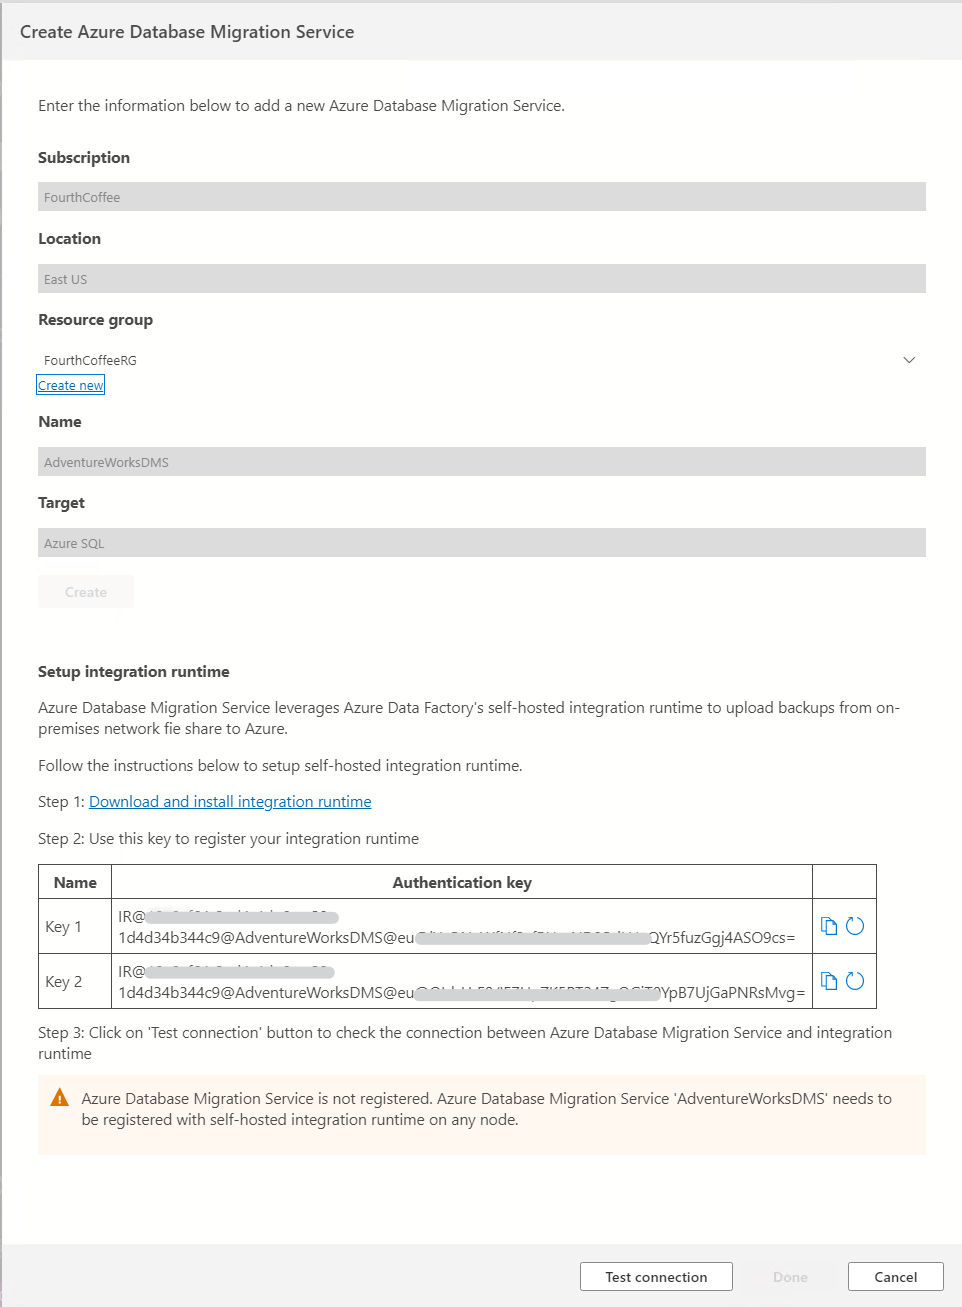 Create Azure Database Migration Service
Enter the information below to add a new Azure Database Migration Service.
Subscription
FourthCoffee
Location
East US
Resource group
FourthCoffeeRG
Create new
Name
AdventureWorksDMS
Target
Azure SQL
Create
Setup integration runtime
Azure Database Migration Service leverages Azure Data Factory's self-hosted integration runtime to upload backups from on-
premises network fie share to Azure.
Follow the instructions below to setup self-hosted integration runtime.
Step 1: Download and install integration runtime
Step 2: Use this key to register your integration runtime
Name Authentication key
Key 1
IR@
1d4d34b344c9@AdventureWorksDMS@eu QYr5fuzGgj4ASO9cs=
Key 2
IR@
1d4d34b344c9@AdventureWorksDMS@eu YpB7UjGaPNRsMvg=
Step 3: Click on 'Test connection' button to check the connection between Azure Database Migration Service and integration
runtime
Azure Database Migration Service is not registered. Azure Database Migration Service 'AdventureWorksDMS' needs to
be registered with self-hosted integration runtime on any node.
Test connection
Done
Cancel